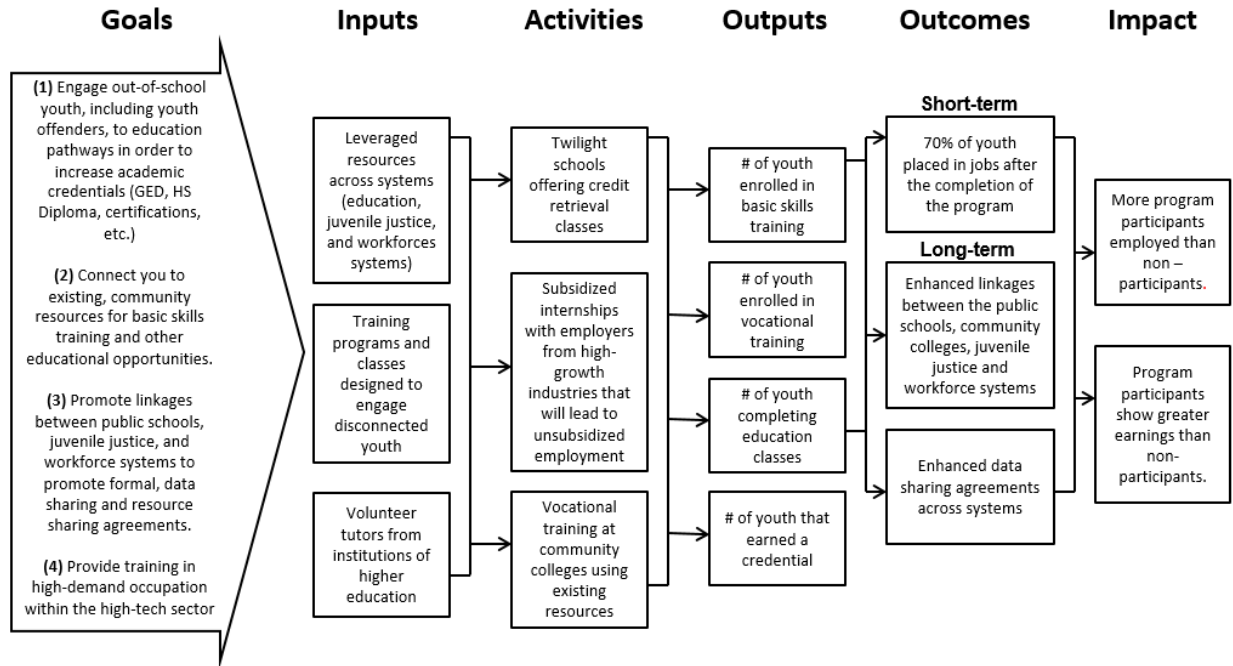 Goals
Inputs
Activities
Outputs
Outcomes
Impact
(1) Engage out-of-school
youth, including youth
offenders, to education
pathways in order to
increase academic
credentials (GED, HS
Diploma, certifications,
etc.)
(2) Connect you to
existing, community
resources for basic skills
training and other
educational opportunities.
(3) Promote linkages
between public schools,
juvenile justice, and
workforce systems to
promote formal, data
sharing and resource
sharing agreements.
(4) Provide training in
high-demand occupation
within the high-tech sector
Leveraged
resources
across systems
(education,
juvenile justice,
and workforces
systems)
Training
programs and
classes
designed to
engage
disconnected
youth
Volunteer
tutors from
institutions of
higher
education
Twilight
schools
offering credit
retrieval
classes
Subsidized
internships
with employers
from high-
growth
industries that
will lead to
unsubsidized
employment
Vocational
training at
community
colleges using
existing
resources
# of youth
enrolled in
basic skills
training
# of youth
enrolled in
vocational
training
# of youth
completing
education
classes
# of youth that
earned a
credential
Short-term
70% of youth
placed in jobs after
the completion of
the program
Long-term
Enhanced linkages
between the public
schools, community
colleges, juvenile
justice and
workforce systems
Enhanced data
sharing agreements
across systems
More program
participants
employed than
non –
participants.
Program
participants
show greater
earnings than
non-
participants.